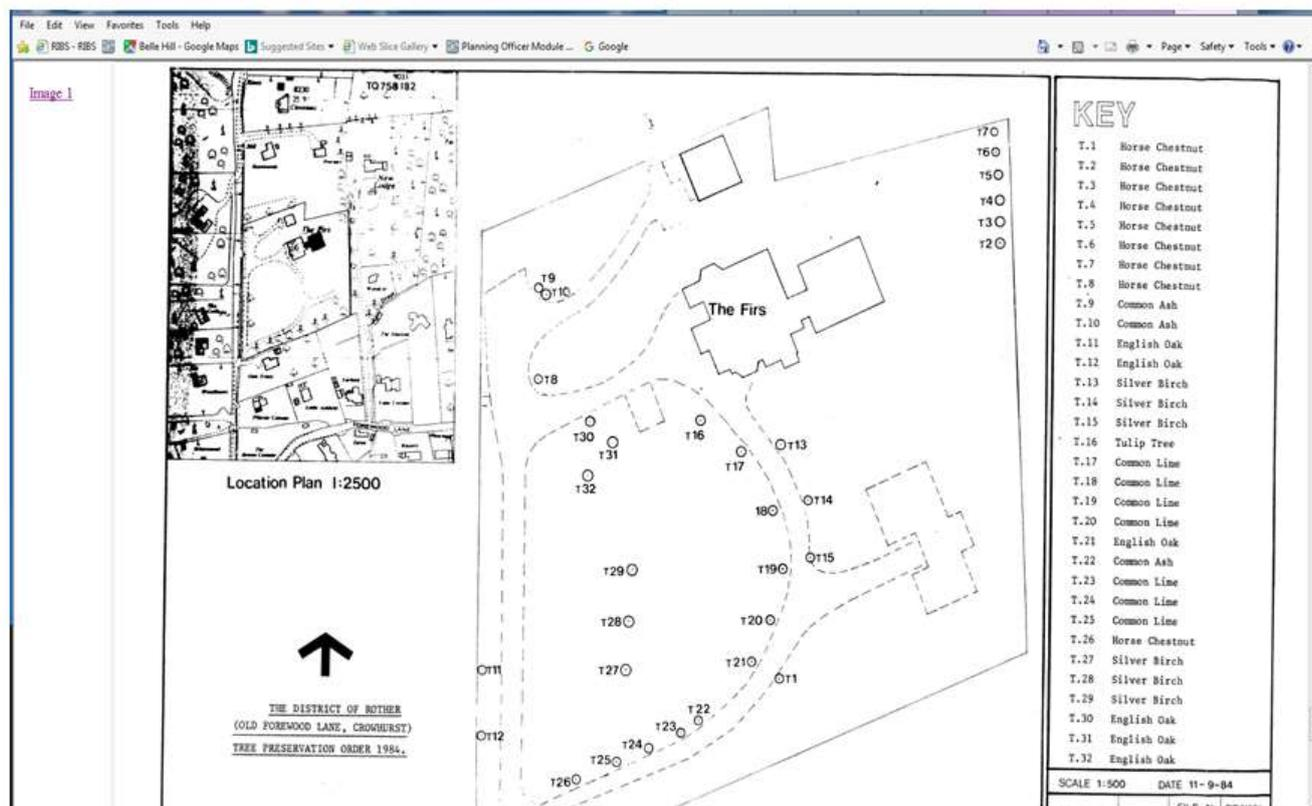 File Edit View Favorites Tools Help
RIBS - RIBS Belle Hill - Google Maps Suggested Sites Web Slice Gallery Planning Officer Module ... Google
Page Safety Tools
Image 1
TQ 758182
8230
New Lodge
The Firs
FOREWOOD LANE
Location Plan 1:2500
THE DISTRICT OF ROTHER
(OLD FOREWOOD LANE, CROWHURST)
TREE PRESERVATION ORDER 1984.
T7
T6
T5
T4
T3
T2
T9
T10
The Firs
T8
T30
T31
T32
T16
T17
T13
T14
18
T15
T29
T19
T28
T20
T11
T27
T21
T1
T12
T22
T23
T24
T25
T26
KEY
T.1 Horse Chestnut
T.2 Horse Chestnut
T.3 Horse Chestnut
T.4 Horse Chestnut
T.5 Horse Chestnut
T.6 Horse Chestnut
T.7 Horse Chestnut
T.8 Horse Chestnut
T.9 Common Ash
T.10 Common Ash
T.11 English Oak
T.12 English Oak
T.13 Silver Birch
T.14 Silver Birch
T.15 Silver Birch
T.16 Tulip Tree
T.17 Common Lime
T.18 Common Lime
T.19 Common Lime
T.20 Common Lime
T.21 English Oak
T.22 Common Ash
T.23 Common Lime
T.24 Common Lime
T.25 Common Lime
T.26 Horse Chestnut
T.27 Silver Birch
T.28 Silver Birch
T.29 Silver Birch
T.30 English Oak
T.31 English Oak
T.32 English Oak
SCALE 1:500 DATE 11-9-84